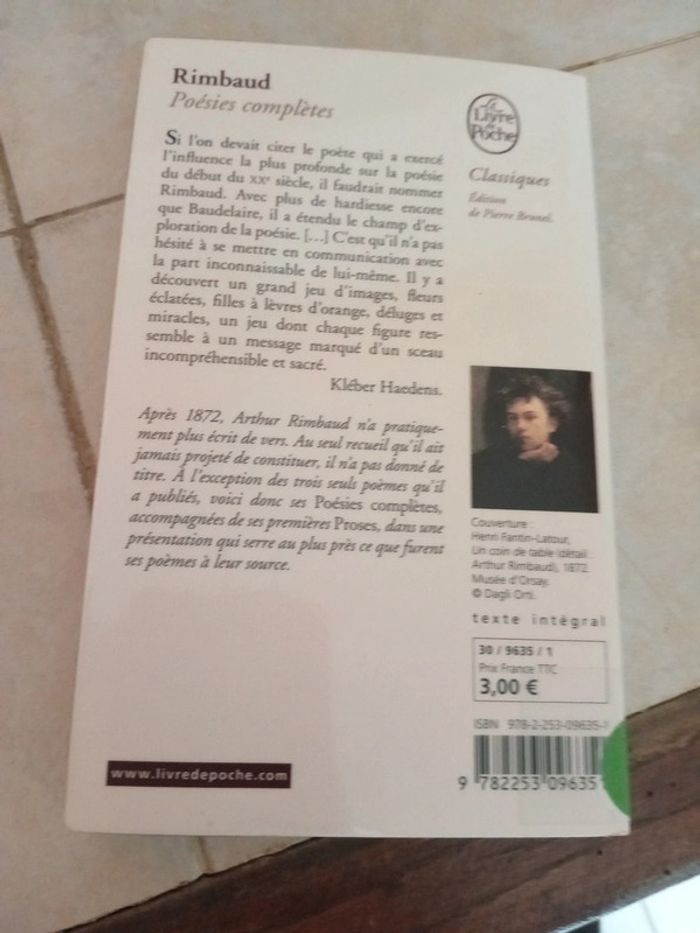 Rimbaud
Poésies complètes
Si l'on devait citer le poète qui a exercé
l'influence la plus profonde sur la poésie
du début du XXe siècle, il faudrait nommer
Rimbaud. Avec plus de hardiesse encore
que Baudelaire, il a étendu le champ d'ex-
ploration de la poésie. [...] C'est qu'il n'a pas
hésité à se mettre en communication avec
la part inconnaissable de lui-même. Il y a
découvert un grand jeu d'images, fleurs
éclatées, filles à lèvres d'orange, déluges et
miracles, un jeu dont chaque figure res-
semble à un message marqué d'un sceau
incompréhensible et sacré.
Kléber Haedens.
Après 1872, Arthur Rimbaud n'a pratique-
ment plus écrit de vers. Au seul recueil qu'il ait
jamais projeté de constituer, il n'a pas donné de
titre. À l'exception des trois seuls poèmes qu'il
a publiés, voici donc ses Poésies complètes,
accompagnées de ses premières Proses, dans une
présentation qui serre au plus près ce que furent
ses poèmes à leur source.
www.livredepoche.com
Le
Livre
de
Poche
Classiques
Édition
de Pierre Brunel.
Couverture :
Henri Fantin-Latour,
Un coin de table (détail :
Arthur Rimbaud), 1872.
Musée d'Orsay.
© Dagli Orti.
texte intégral
30 / 9635 / 1
Prix France TTC
3,00 €
ISBN 978-2-253-09635-1
9 782253 09635